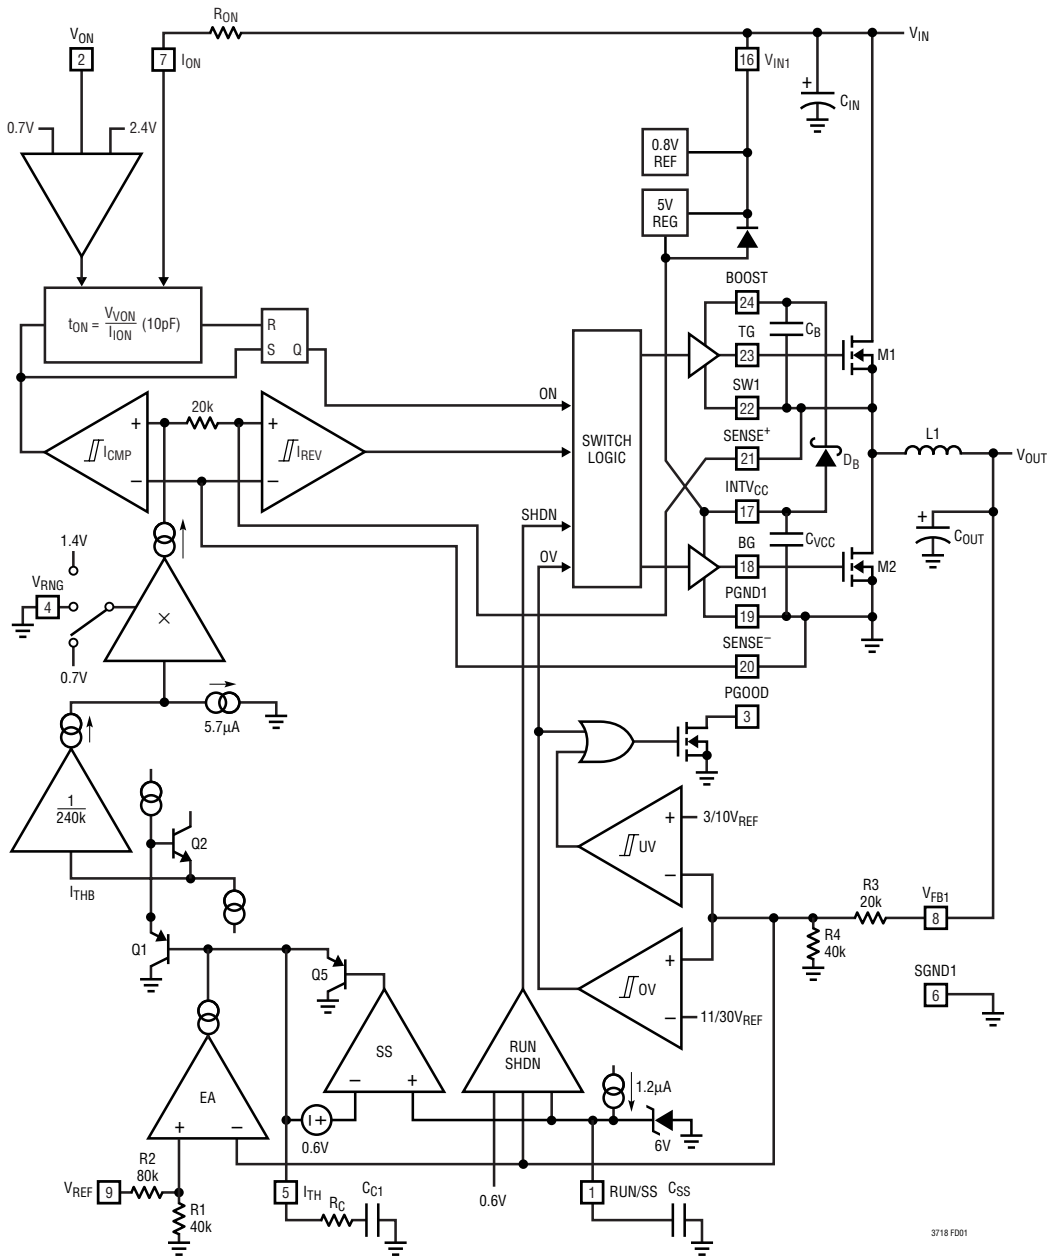 R_ON
V_ON
2
7
I_ON
V_IN
16
V_IN1
+
C_IN
0.7V
2.4V
0.8V
REF
5V
REG
t_ON = V_VON / I_ION (10pF)
R
S Q
BOOST
24
C_B
TG
23
M1
SW1
22
ON
20k
+
–
I_CMP
+
–
I_REV
SWITCH
LOGIC
SENSE+
21
D_B
L1
V_OUT
INTV_CC
17
C_VCC
+
C_OUT
SHDN
OV
BG
18
M2
PGND1
19
SENSE–
20
1.4V
V_RNG
4
0.7V
×
5.7µA
PGOOD
3
1
240k
Q2
I_THB
+
–
UV
3/10V_REF
R3
20k
V_FB1
8
R4
40k
Q1
Q5
+
–
OV
11/30V_REF
SGND1
6
SS
– +
RUN
SHDN
1.2µA
6V
EA
+ –
– +
0.6V
R2
80k
V_REF
9
R1
40k
5
I_TH
R_C
C_C1
0.6V
1
RUN/SS
C_SS
3718 FD01